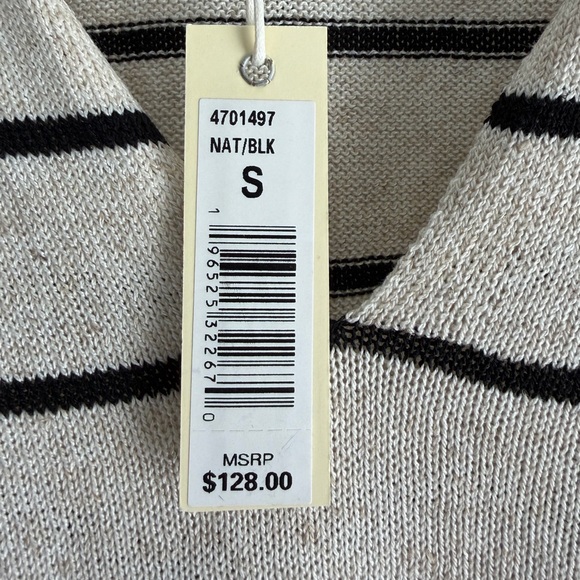 4701497
NAT/BLK
S
1 96525 32267 0
MSRP
$128.00